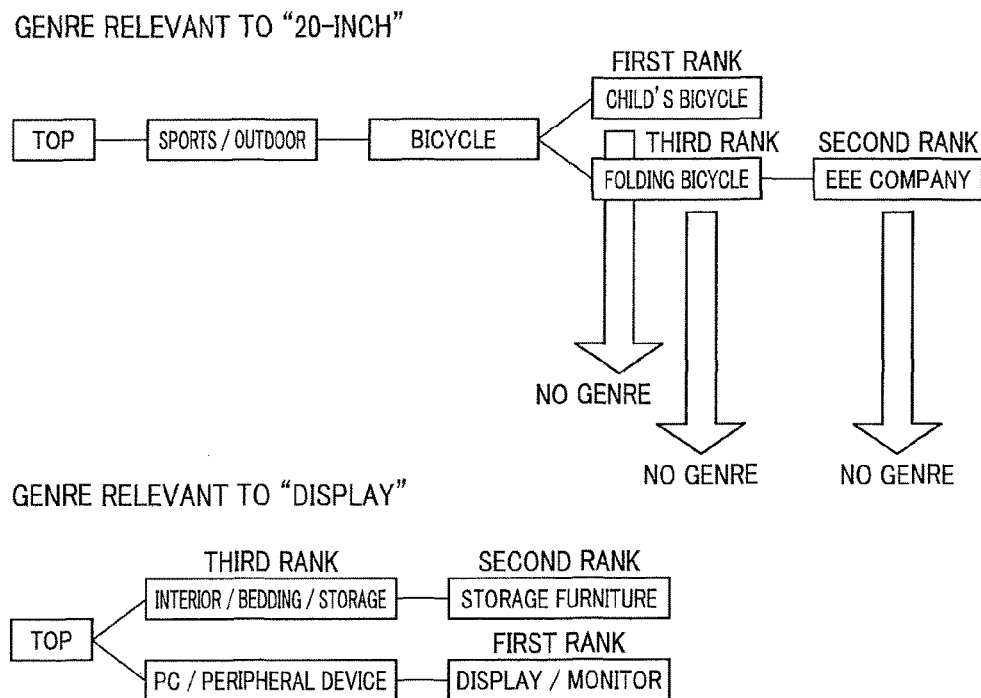 GENRE RELEVANT TO “20-INCH”
FIRST RANK
CHILD'S BICYCLE
TOP
SPORTS / OUTDOOR
BICYCLE
THIRD RANK
SECOND RANK
FOLDING BICYCLE
EEE COMPANY
NO GENRE
NO GENRE
NO GENRE
GENRE RELEVANT TO “DISPLAY”
THIRD RANK
SECOND RANK
INTERIOR / BEDDING / STORAGE
STORAGE FURNITURE
TOP
FIRST RANK
PC / PERIPHERAL DEVICE
DISPLAY / MONITOR